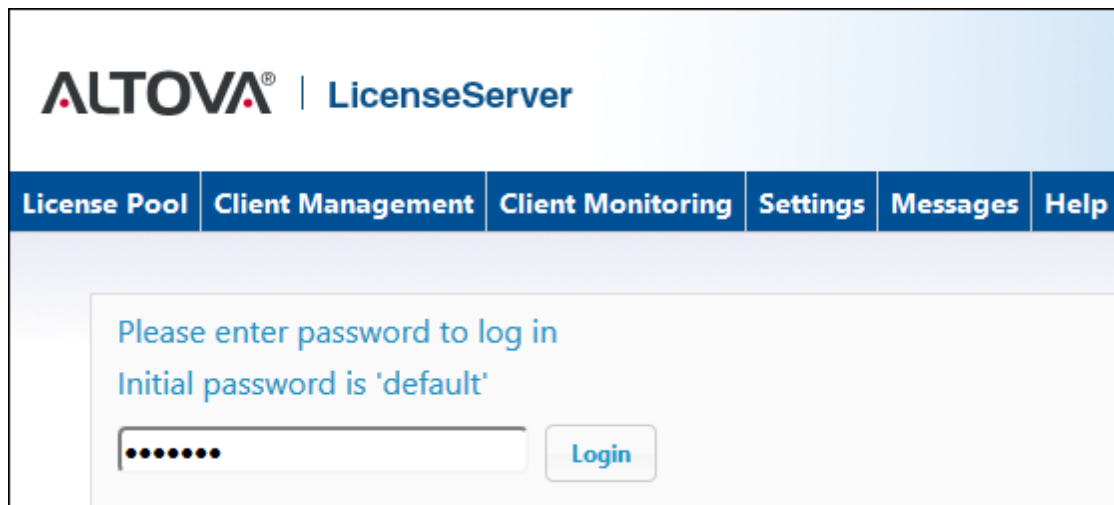 ALTOVA® | LicenseServer
License Pool Client Management Client Monitoring Settings Messages Help
Please enter password to log in
Initial password is 'default'
••••••• Login